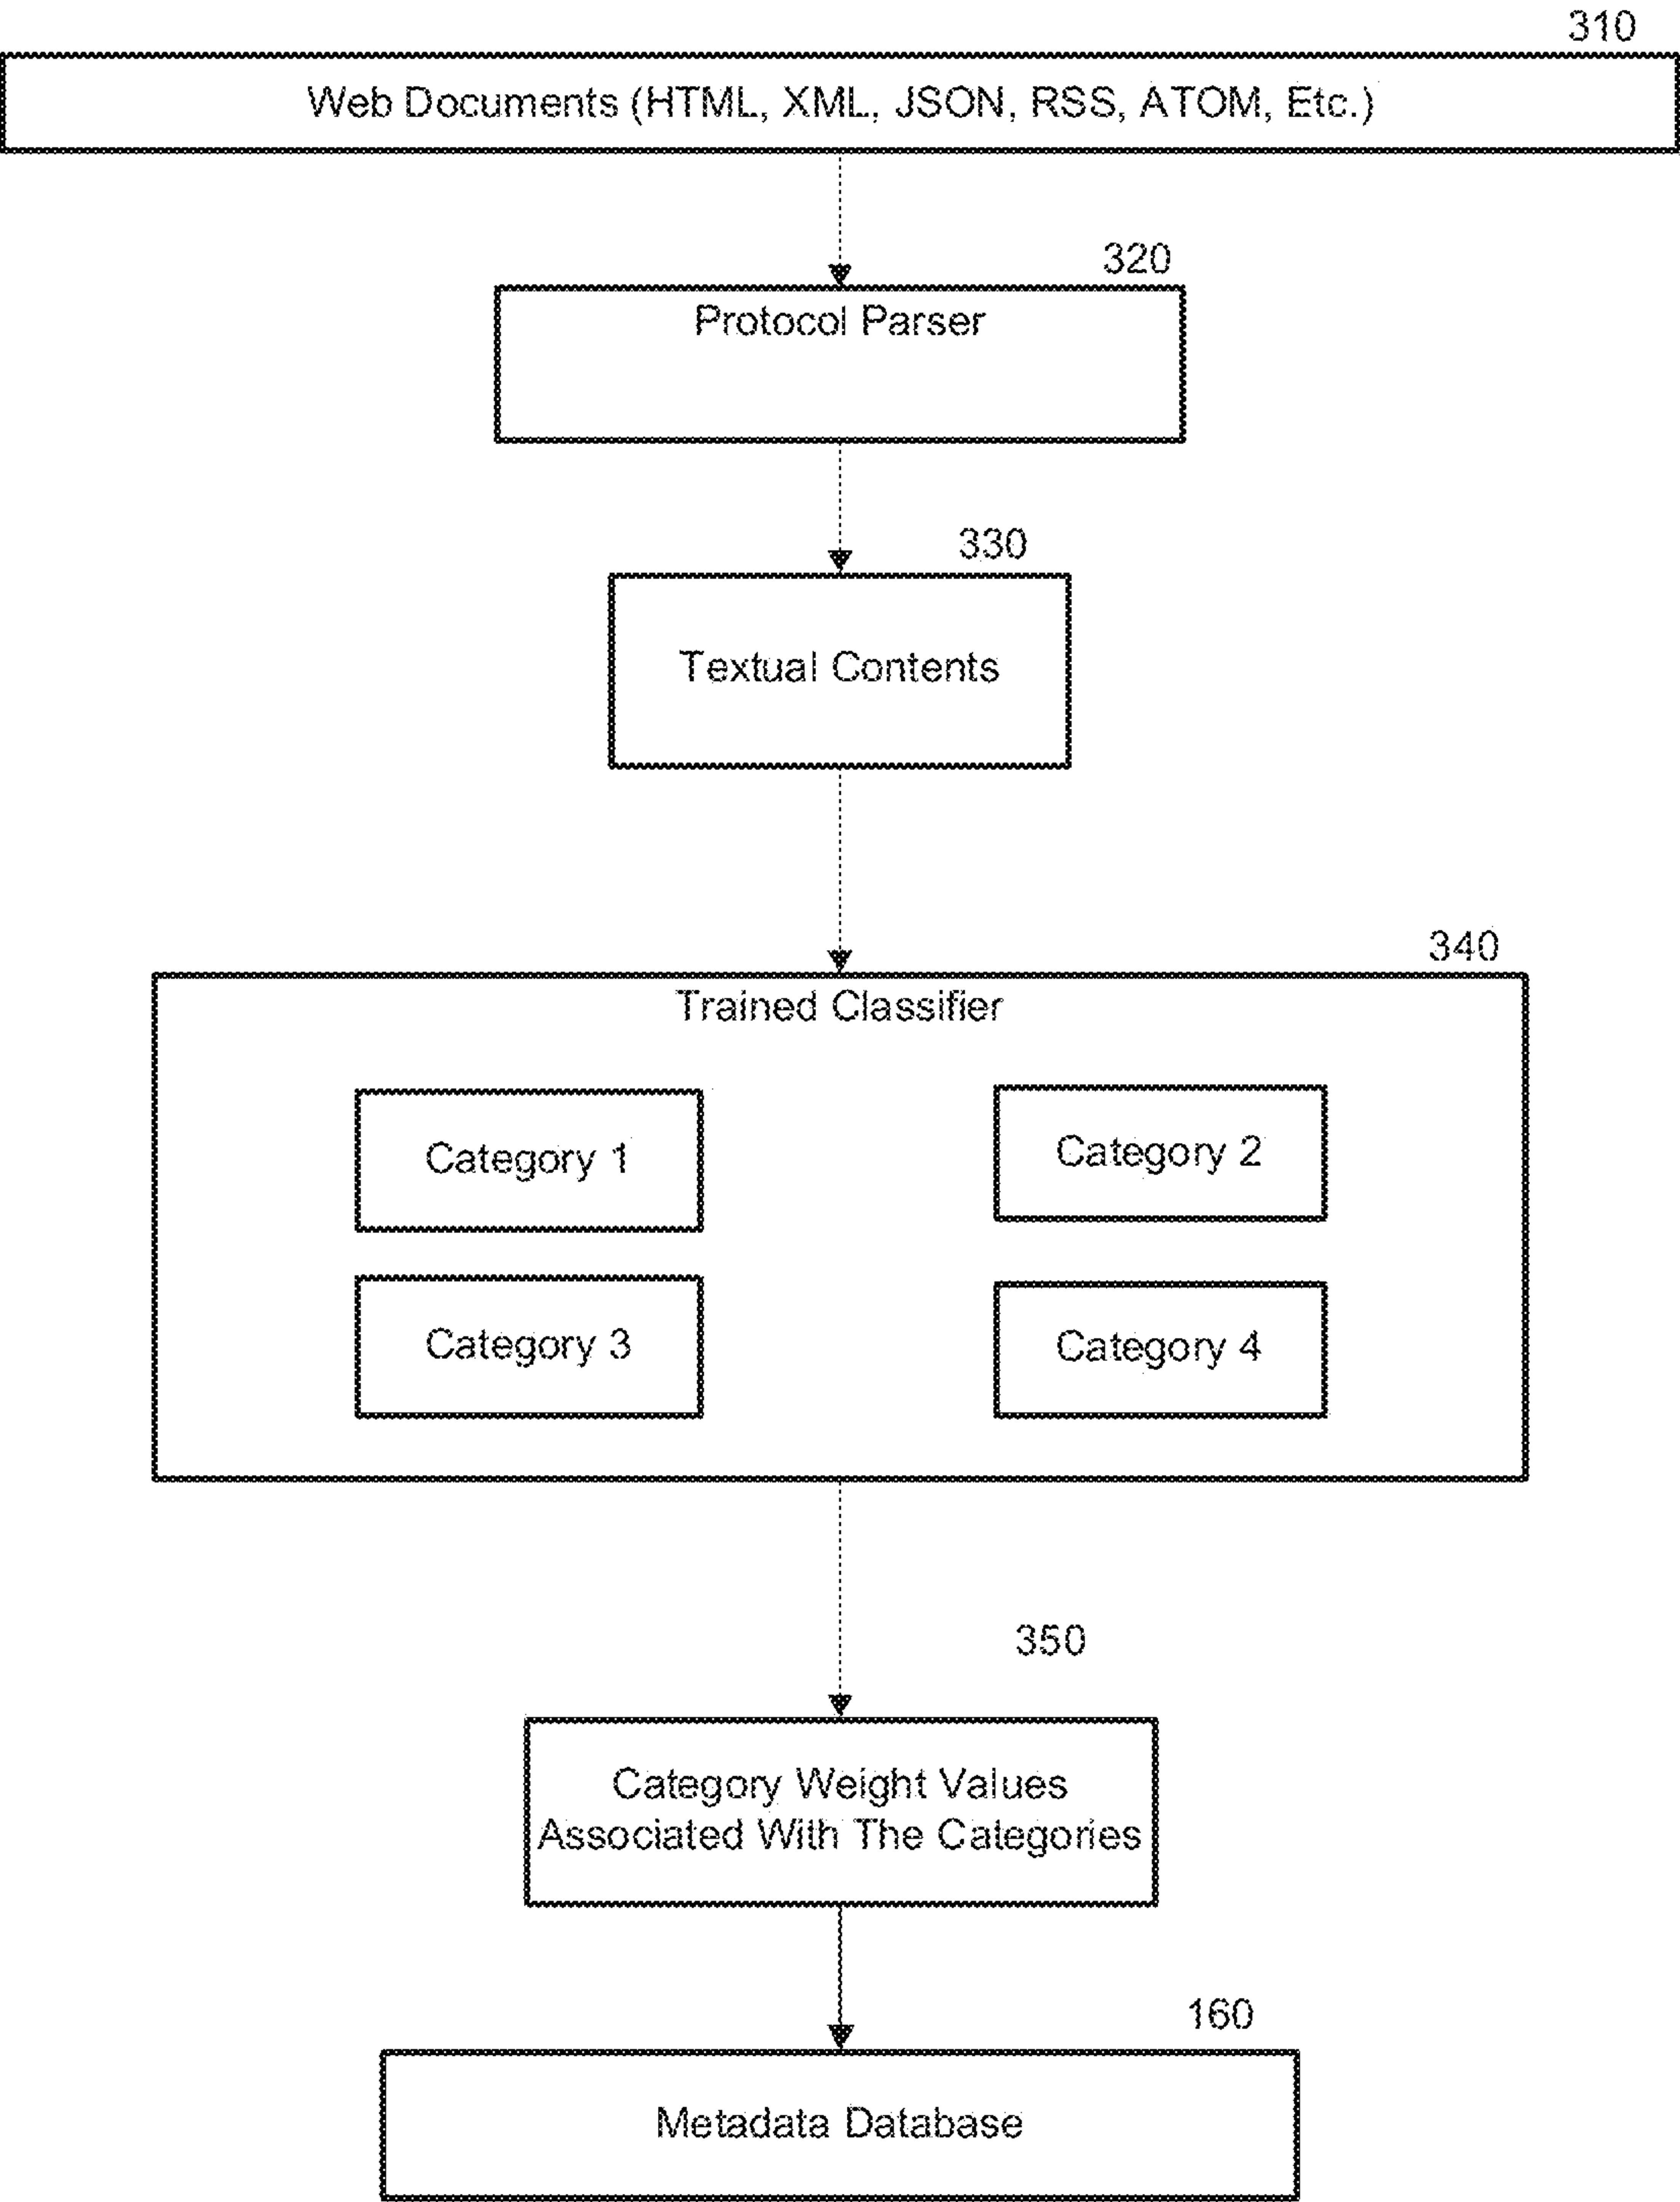 310
Web Documents (HTML, XML, JSON, RSS, ATOM, Etc.)
320
Protocol Parser
330
Textual Contents
340
Trained Classifier
Category 1
Category 2
Category 3
Category 4
350
Category Weight Values
Associated With The Categories
160
Metadata Database